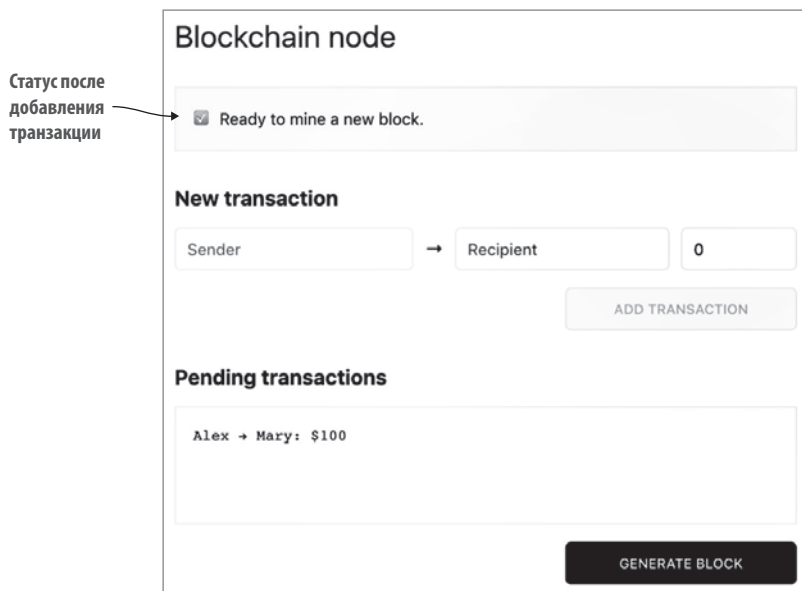 Blockchain node
Статус после
добавления
транзакции
Ready to mine a new block.
New transaction
Sender → Recipient 0
ADD TRANSACTION
Pending transactions
Alex → Mary: $100
GENERATE BLOCK